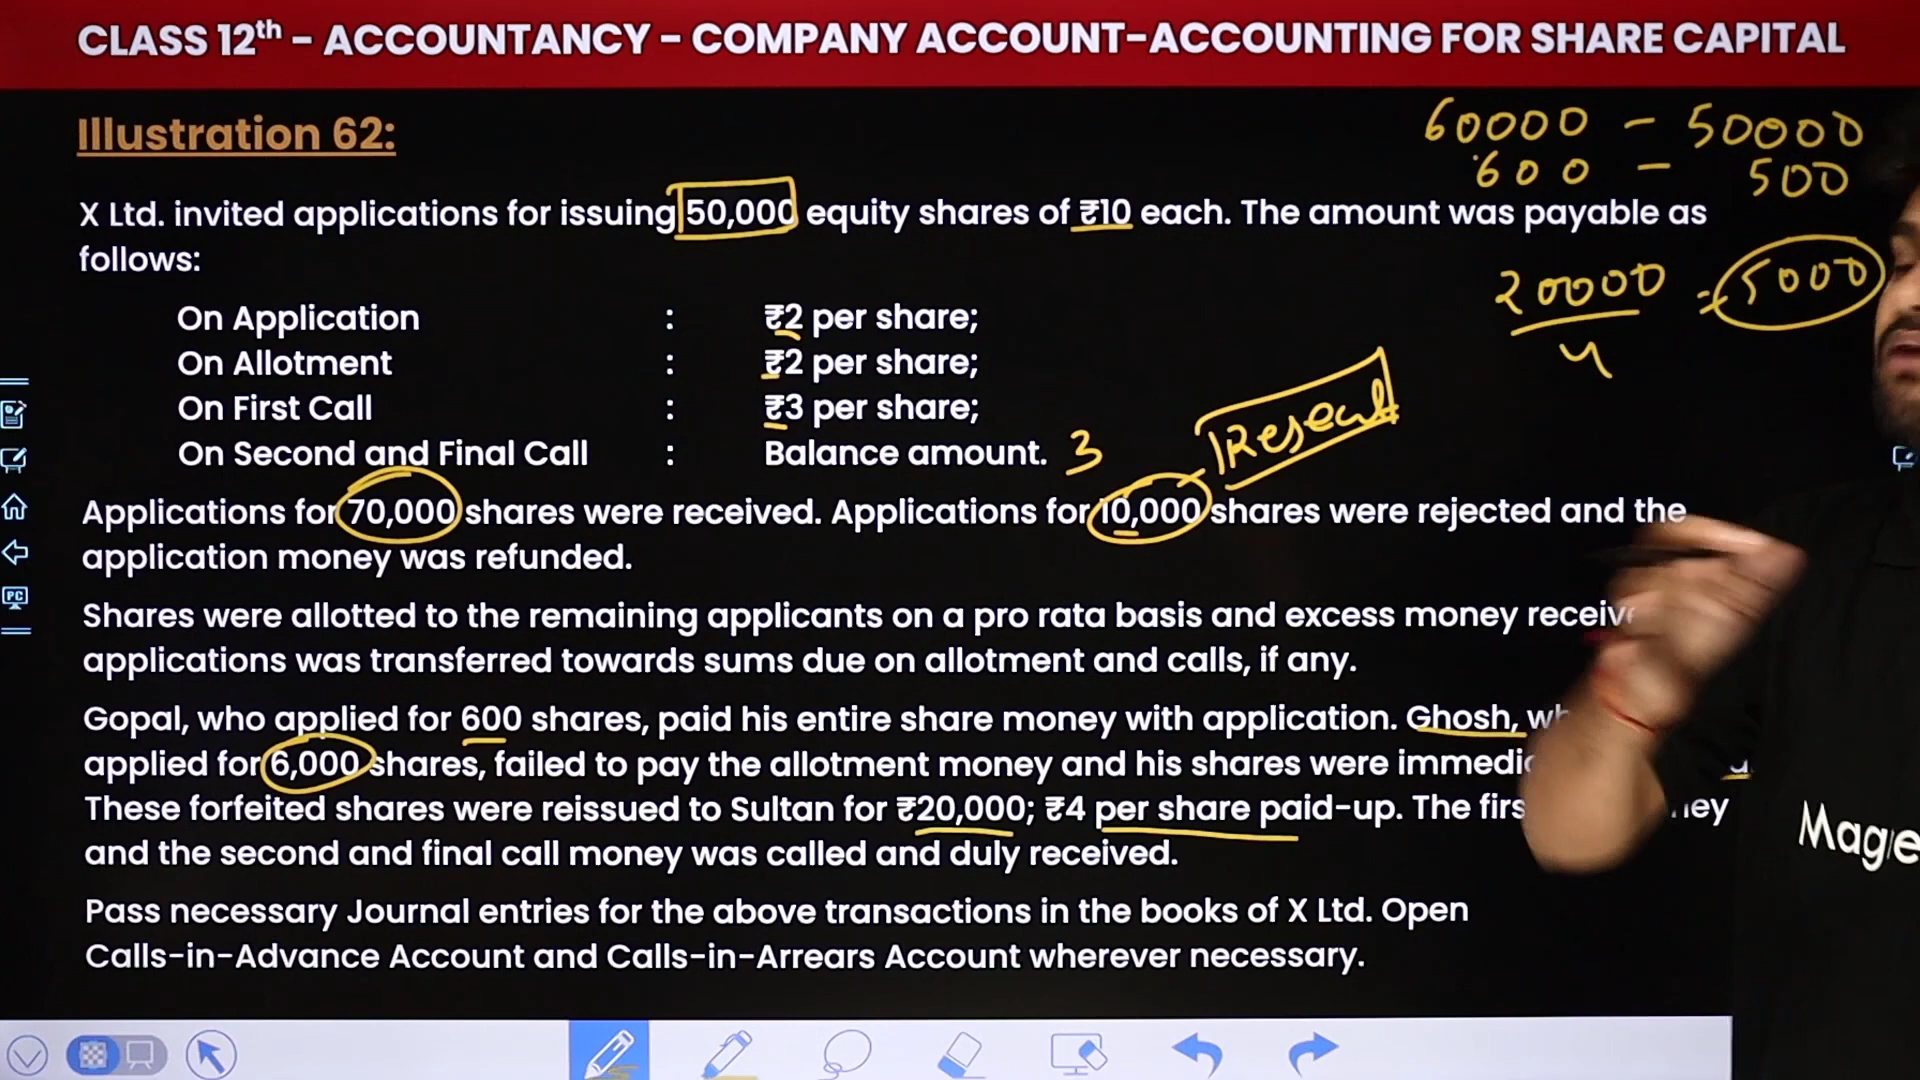 CLASS 12th - ACCOUNTANCY - COMPANY ACCOUNT-ACCOUNTING FOR SHARE CAPITAL
Illustration 62:
60000 - 50000
600 - 500
X Ltd. invited applications for issuing 50,000 equity shares of ₹10 each. The amount was payable as
follows:
20000
= 5000
4
On Application : ₹2 per share;
On Allotment : ₹2 per share;
On First Call : ₹3 per share;
On Second and Final Call : Balance amount. 3
Applications for 70,000 shares were received. Applications for 10,000 shares were rejected and the
application money was refunded.
Shares were allotted to the remaining applicants on a pro rata basis and excess money
applications was transferred towards sums due on allotment and calls, if any.
Gopal, who applied for 600 shares, paid his entire share money with application. Ghosh,
applied for 6,000 shares, failed to pay the allotment money and his shares were
These forfeited shares were reissued to Sultan for ₹20,000; ₹4 per share paid-up. The
and the second and final call money was called and duly received.
Pass necessary Journal entries for the above transactions in the books of X Ltd. Open
Calls-in-Advance Account and Calls-in-Arrears Account wherever necessary.
PC